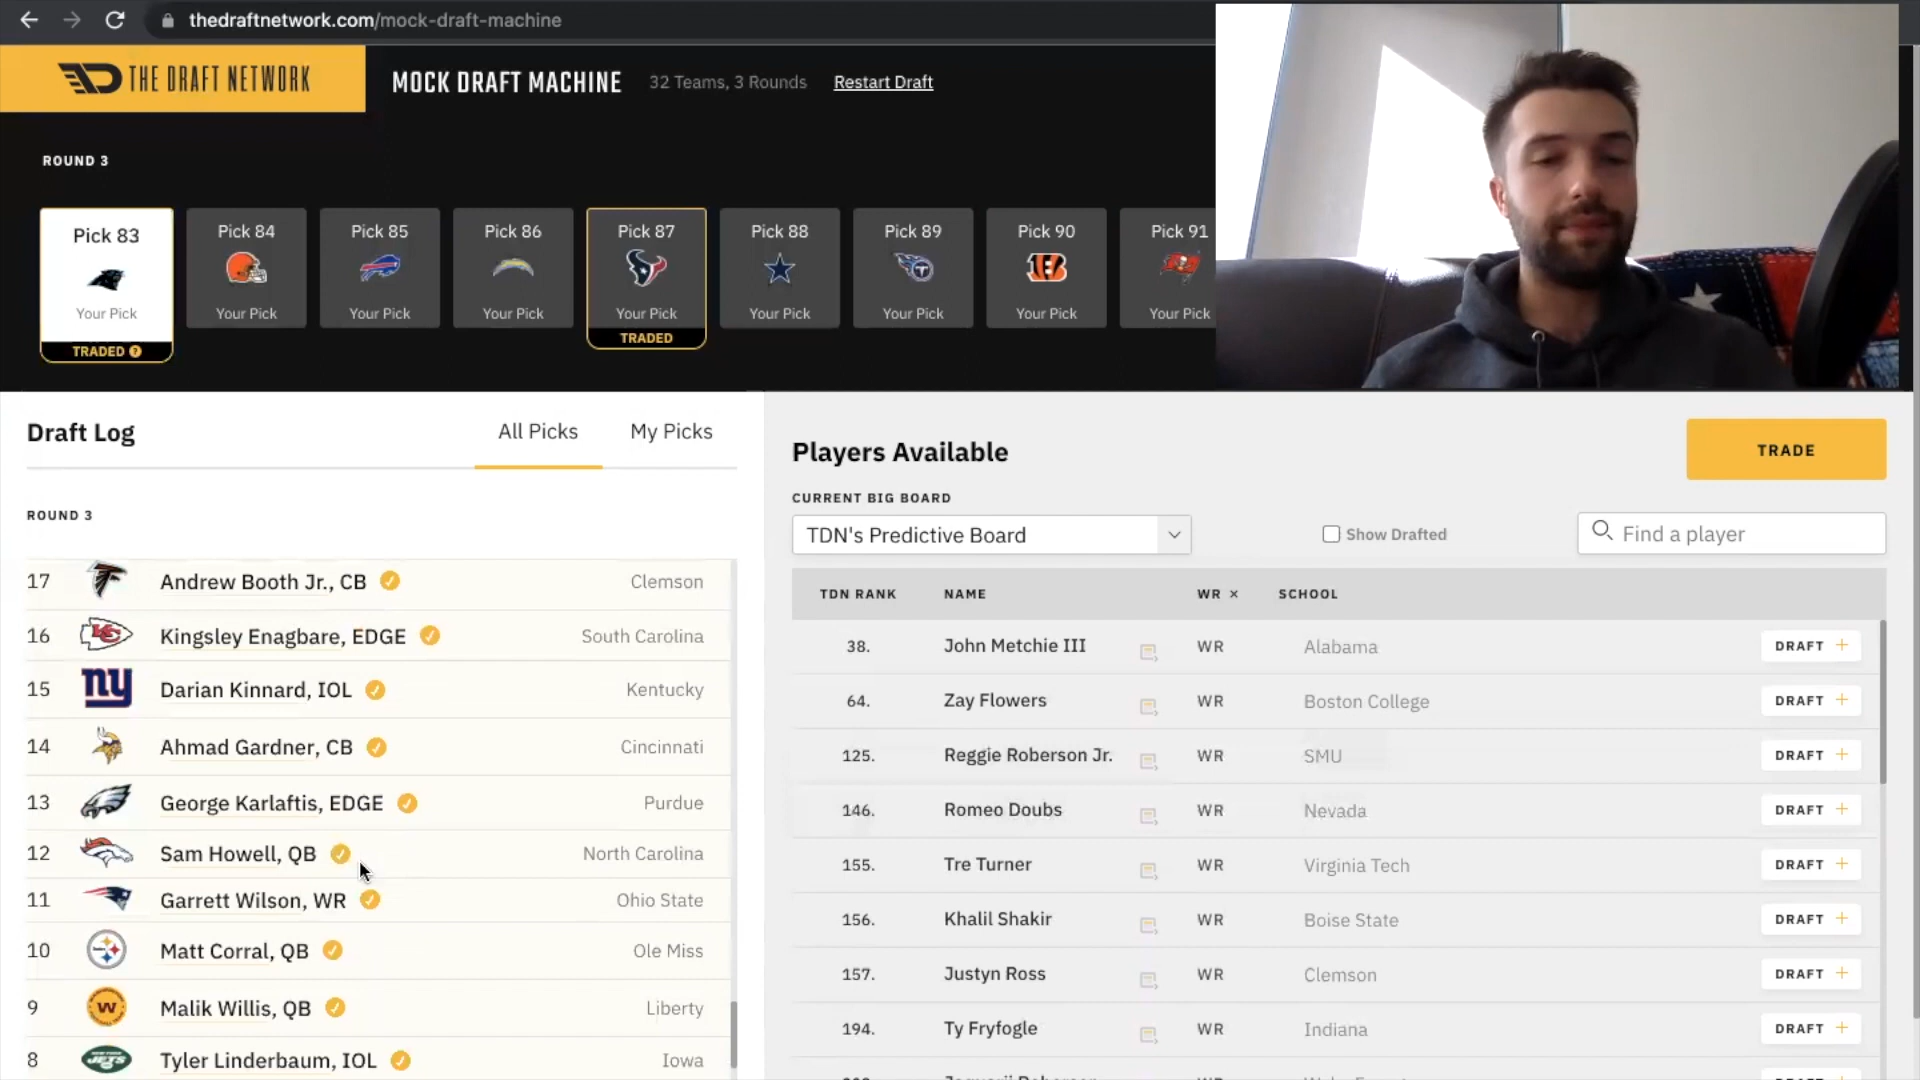 thedraftnetwork.com/mock-draft-machine
THE DRAFT NETWORK
MOCK DRAFT MACHINE 32 Teams, 3 Rounds Restart Draft
ROUND 3
Pick 83 Pick 84 Pick 85 Pick 86 Pick 87 Pick 88 Pick 89 Pick 90 Pick 91
Your Pick Your Pick Your Pick Your Pick Your Pick Your Pick Your Pick Your Pick Your Pick
TRADED ? TRADED
Draft Log All Picks My Picks
ROUND 3
17 Andrew Booth Jr., CB Clemson
16 KC Kingsley Enagbare, EDGE South Carolina
15 ny Darian Kinnard, IOL Kentucky
14 Ahmad Gardner, CB Cincinnati
13 George Karlaftis, EDGE Purdue
12 Sam Howell, QB North Carolina
11 Garrett Wilson, WR Ohio State
10 Matt Corral, QB Ole Miss
9 W Malik Willis, QB Liberty
8 JETS Tyler Linderbaum, IOL Iowa
Players Available TRADE
CURRENT BIG BOARD
TDN's Predictive Board Show Drafted Find a player
TDN RANK NAME WR × SCHOOL
38. John Metchie III WR Alabama DRAFT +
64. Zay Flowers WR Boston College DRAFT +
125. Reggie Roberson Jr. WR SMU DRAFT +
146. Romeo Doubs WR Nevada DRAFT +
155. Tre Turner WR Virginia Tech DRAFT +
156. Khalil Shakir WR Boise State DRAFT +
157. Justyn Ross WR Clemson DRAFT +
194. Ty Fryfogle WR Indiana DRAFT +